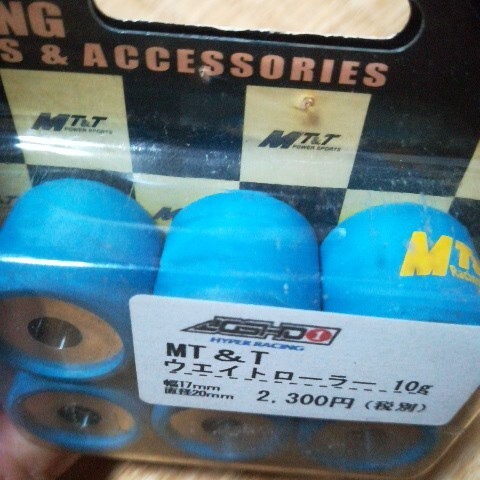 NG
S & ACCESSORIES
MT&T
POWER SPORTS
MT&T
POWER SPORTS
MT
Racing
HYPER RACING
MT&T
ウエイトローラー 10g
幅17mm
直径20mm 2,300円(税別)